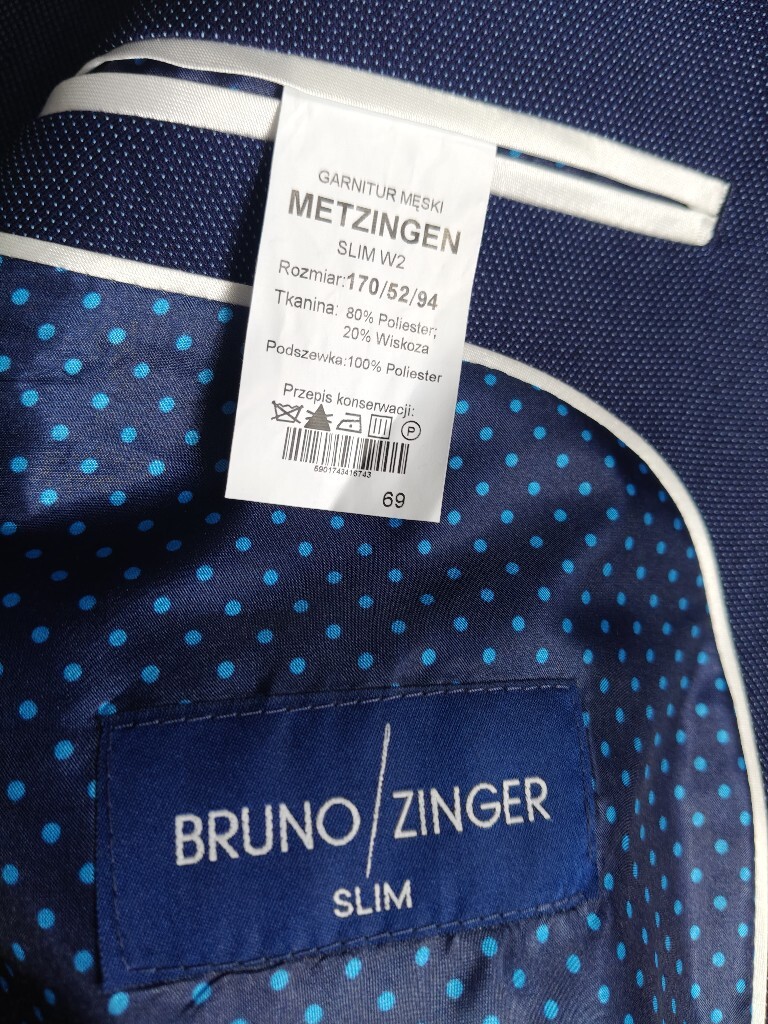 GARNITUR MĘSKI
METZINGEN
SLIM W2
Rozmiar:170/52/94
Tkanina: 80% Poliester;
20% Wiskoza
Podszewka:100% Poliester
Przepis konserwacji:
P
5901743416743
69
BRUNO/ZINGER
SLIM